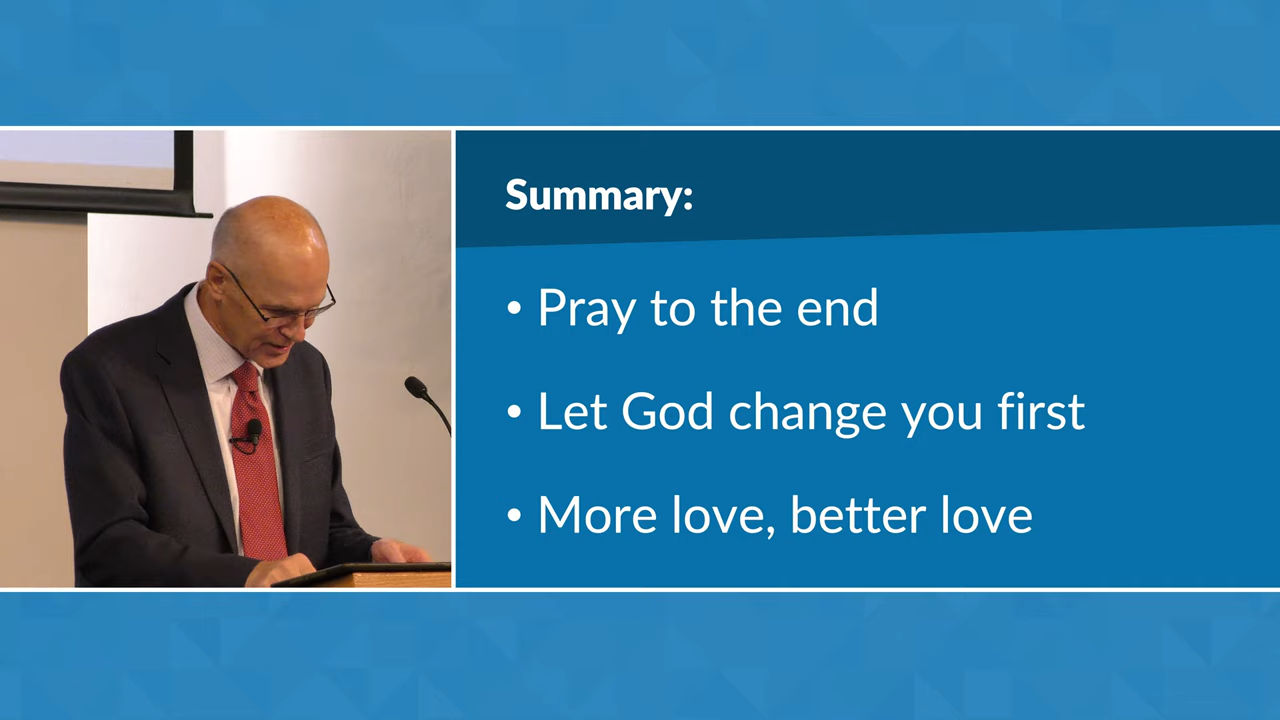 Summary:
• Pray to the end
• Let God change you first
• More love, better love